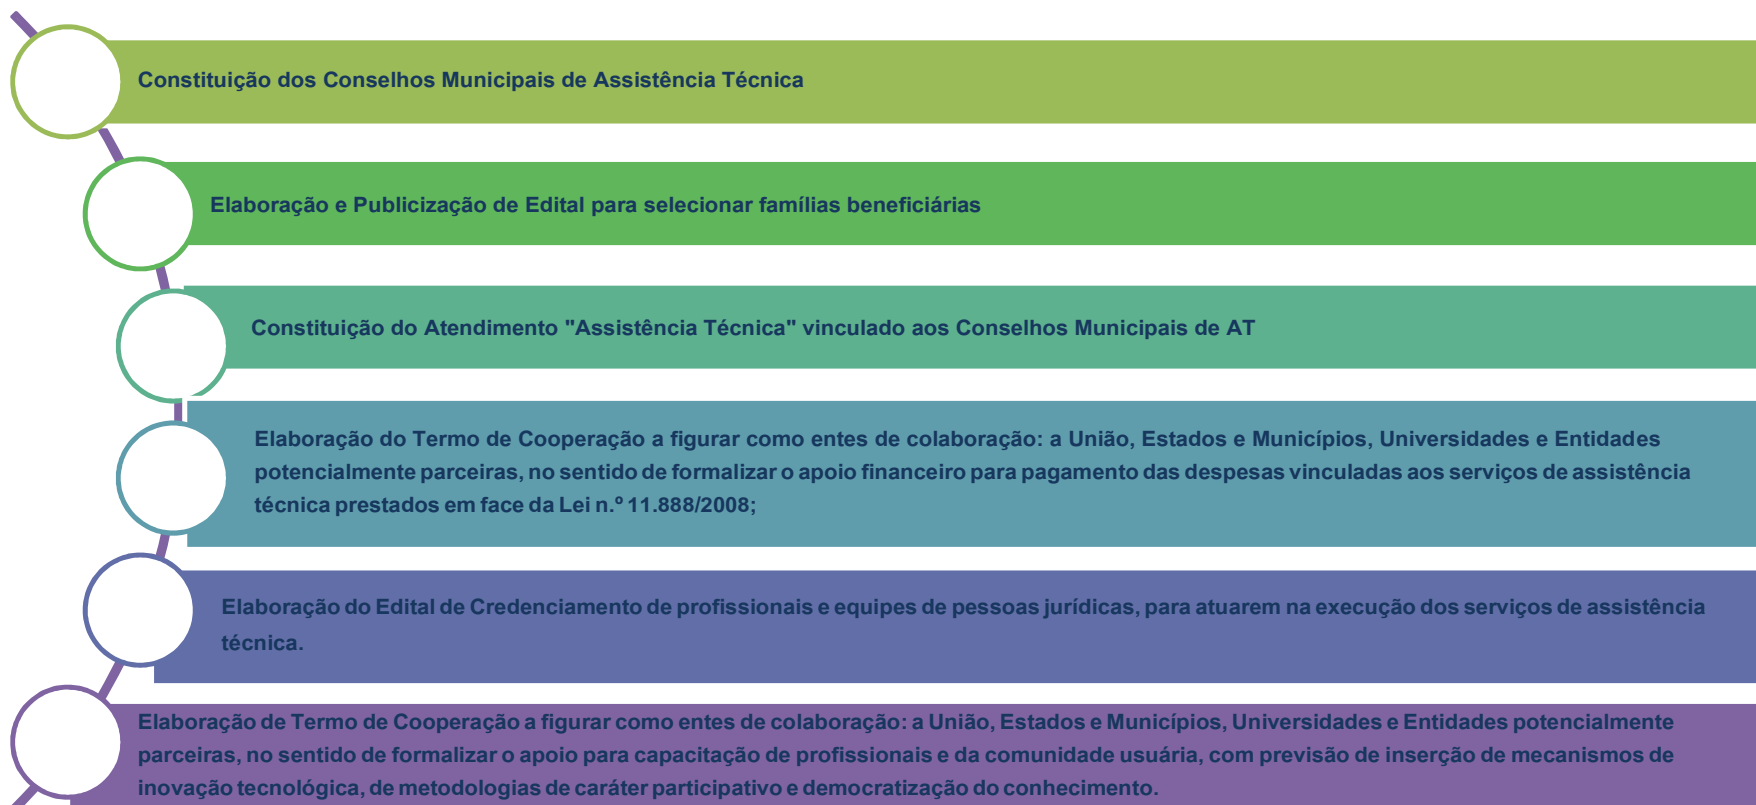 Constituição dos Conselhos Municipais de Assistência Técnica
Elaboração e Publicização de Edital para selecionar famílias beneficiárias
Constituição do Atendimento "Assistência Técnica" vinculado aos Conselhos Municipais de AT
Elaboração do Termo de Cooperação a figurar como entes de colaboração: a União, Estados e Municípios, Universidades e Entidades
potencialmente parceiras, no sentido de formalizar o apoio financeiro para pagamento das despesas vinculadas aos serviços de assistência
técnica prestados em face da Lei n.º 11.888/2008;
Elaboração do Edital de Credenciamento de profissionais e equipes de pessoas jurídicas, para atuarem na execução dos serviços de assistência
técnica.
Elaboração de Termo de Cooperação a figurar como entes de colaboração: a União, Estados e Municípios, Universidades e Entidades potencialmente
parceiras, no sentido de formalizar o apoio para capacitação de profissionais e da comunidade usuária, com previsão de inserção de mecanismos de
inovação tecnológica, de metodologias de caráter participativo e democratização do conhecimento.